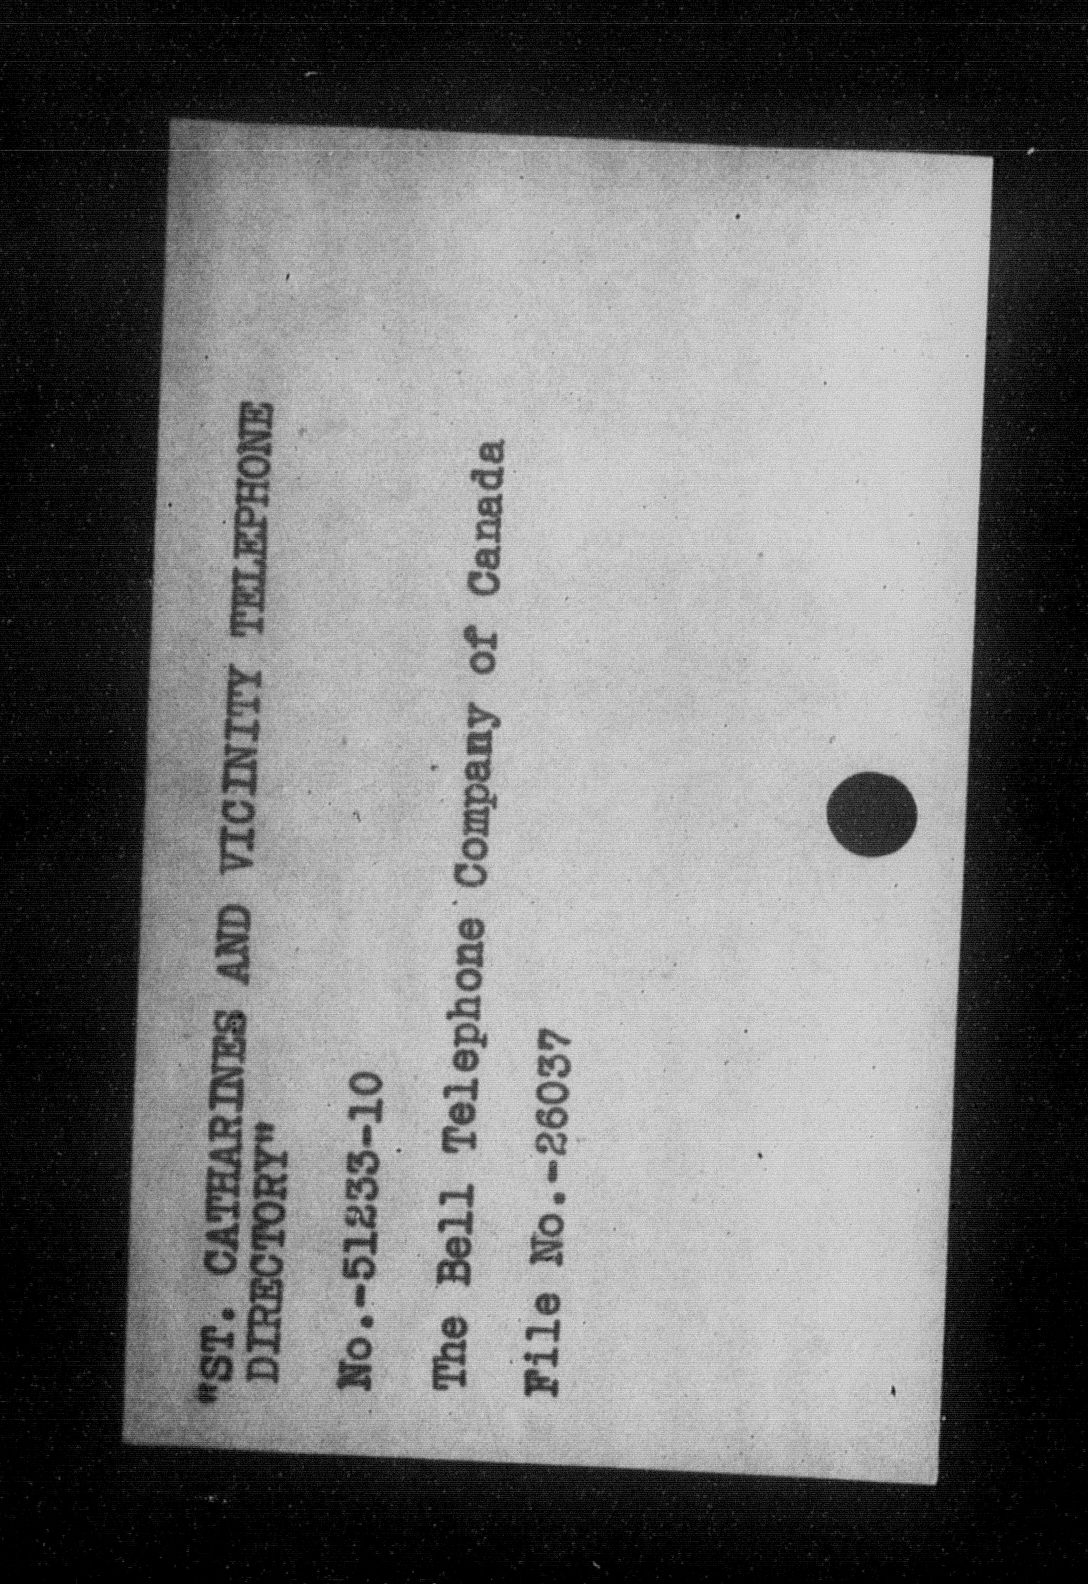 "ST. CATHARINES AND VICINITY TELEPHONE
DIRECTORY"
No.-51233-10
The Bell Telephone Company of Canada
File No.-26037